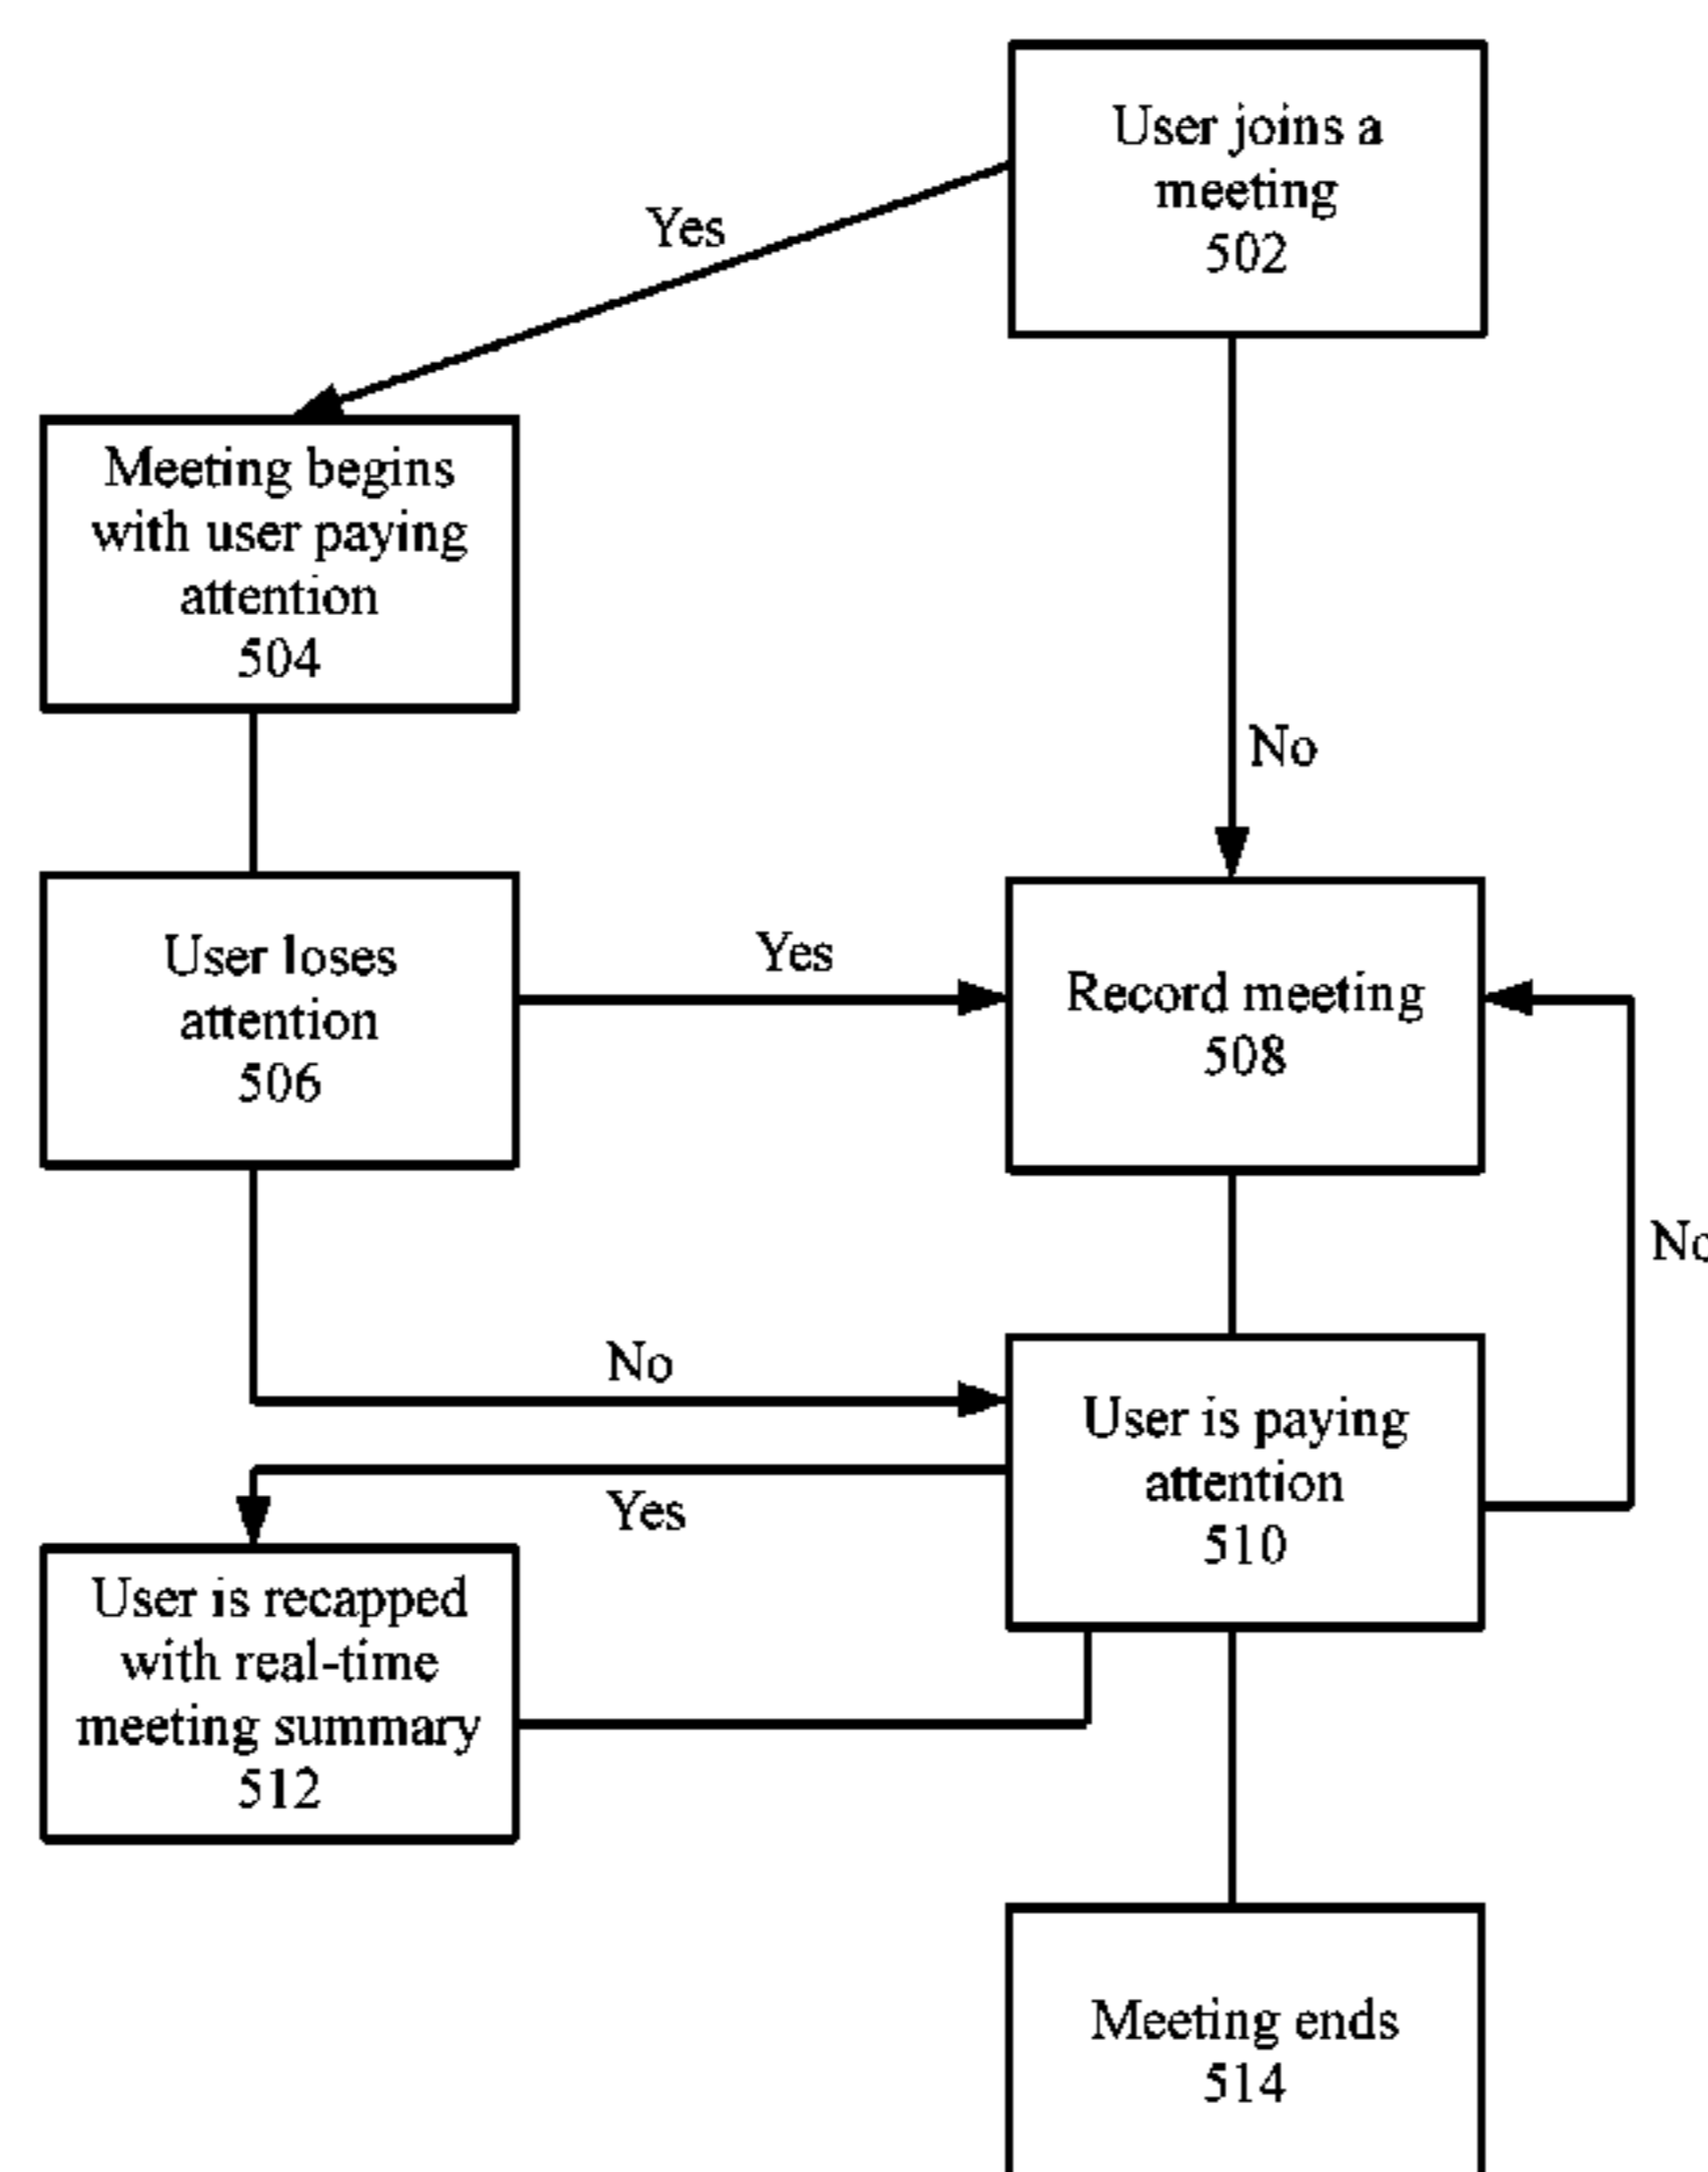 User joins a
meeting
502
Yes
Meeting begins
with user paying
attention
504
No
User loses
attention
506
Yes
Record meeting
508
No
No
User is paying
attention
510
Yes
User is recapped
with real-time
meeting summary
512
Meeting ends
514